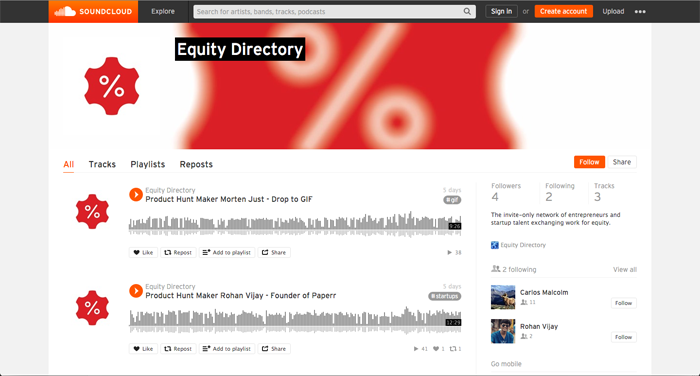 SOUNDCLOUD Explore Search for artists, bands, tracks, podcasts Sign in or Create account Upload •••
Equity Directory
%
All Tracks Playlists Reposts Follow Share
Equity Directory 5 days
Product Hunt Maker Morten Just - Drop to GIF #gif
Like Repost Add to playlist Share 38
Equity Directory 5 days
Product Hunt Maker Rohan Vijay - Founder of Paperr #startups
12:29
Like Repost Add to playlist Share 41 1 1
Followers Following Tracks
4 2 3
The invite-only network of entrepreneurs and
startup talent exchanging work for equity.
Equity Directory
2 following View all
Carlos Malcolm
11 Follow
Rohan Vijay
2 Follow
Go mobile